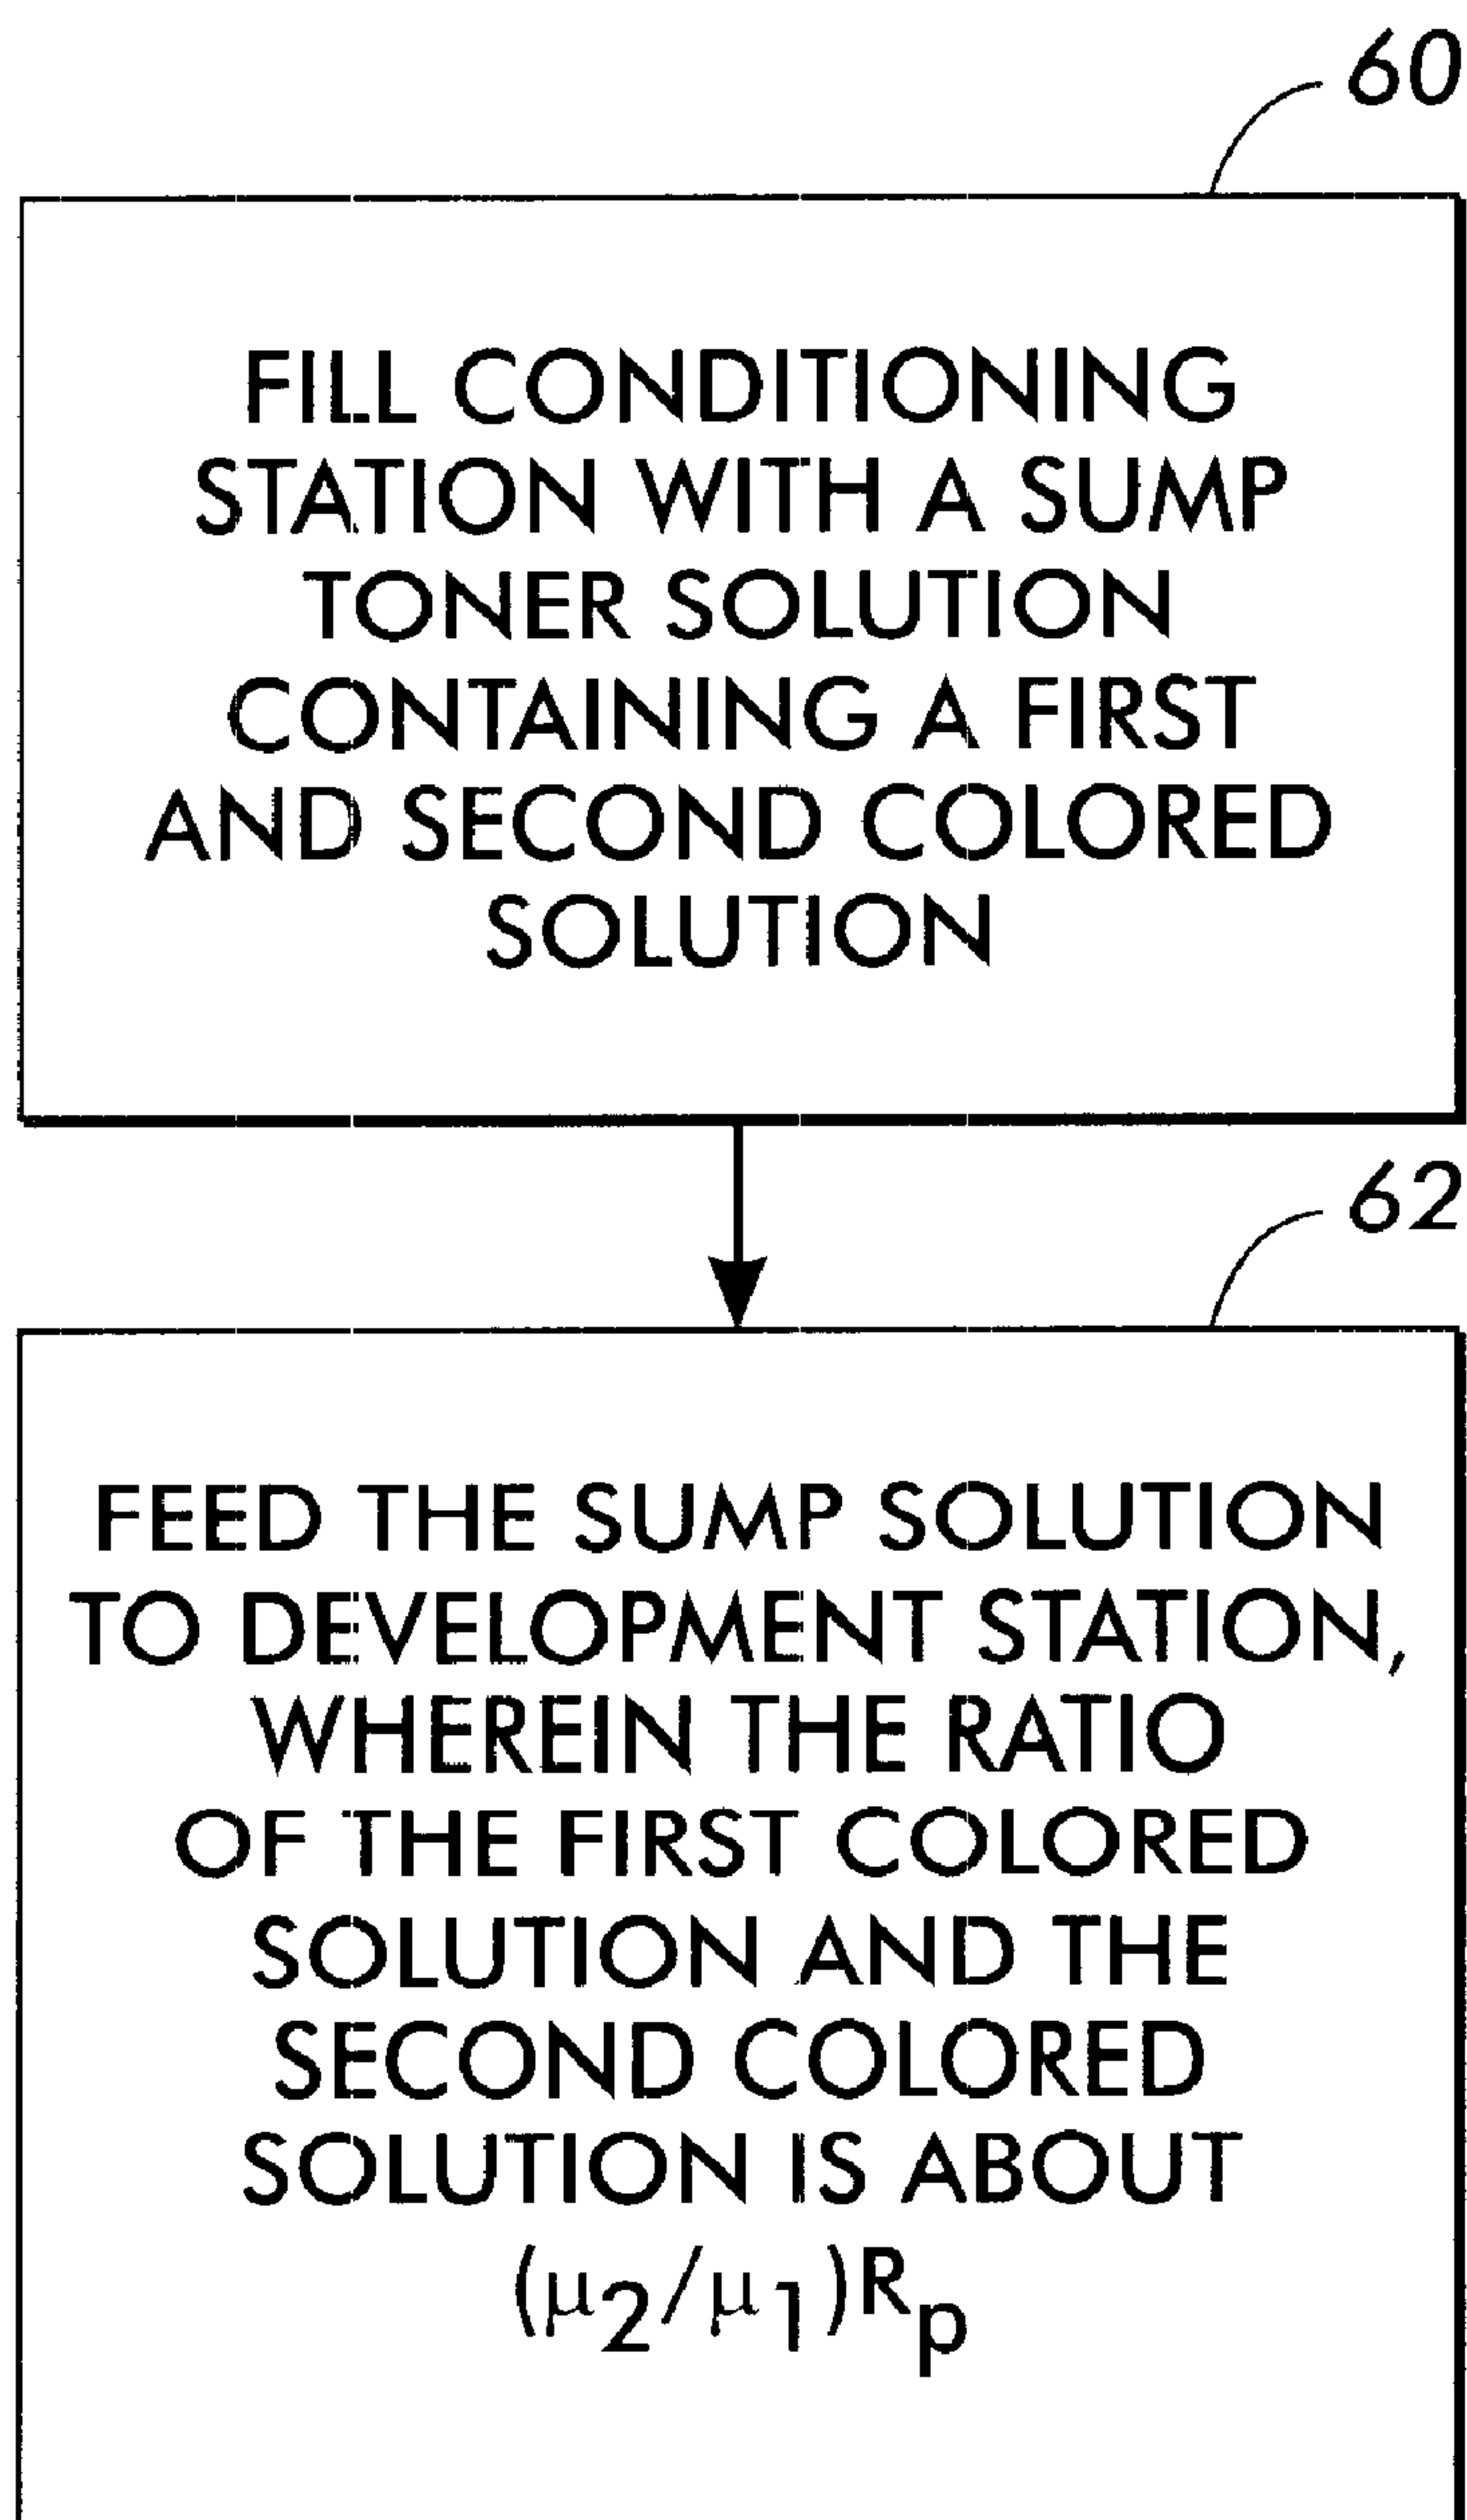 60
FILL CONDITIONING
STATION WITH A SUMP
TONER SOLUTION
CONTAINING A FIRST
AND SECOND COLORED
SOLUTION
62
FEED THE SUMP SOLUTION
TO DEVELOPMENT STATION,
WHEREIN THE RATIO
OF THE FIRST COLORED
SOLUTION AND THE
SECOND COLORED
SOLUTION IS ABOUT
(μ2/μ1)Rp